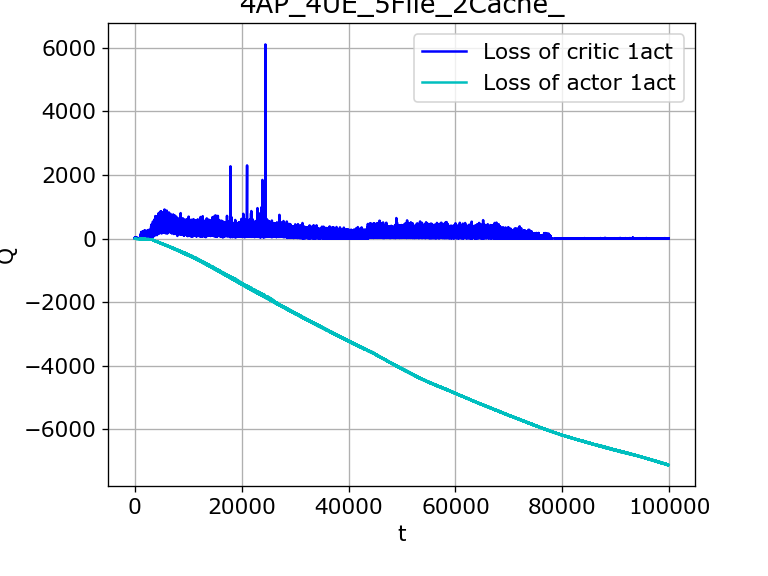 4AP_4UE_5File_2Cache_
Loss of critic 1act
Loss of actor 1act
6000
4000
2000
0
−2000
−4000
−6000
Q
0 20000 40000 60000 80000 100000
t